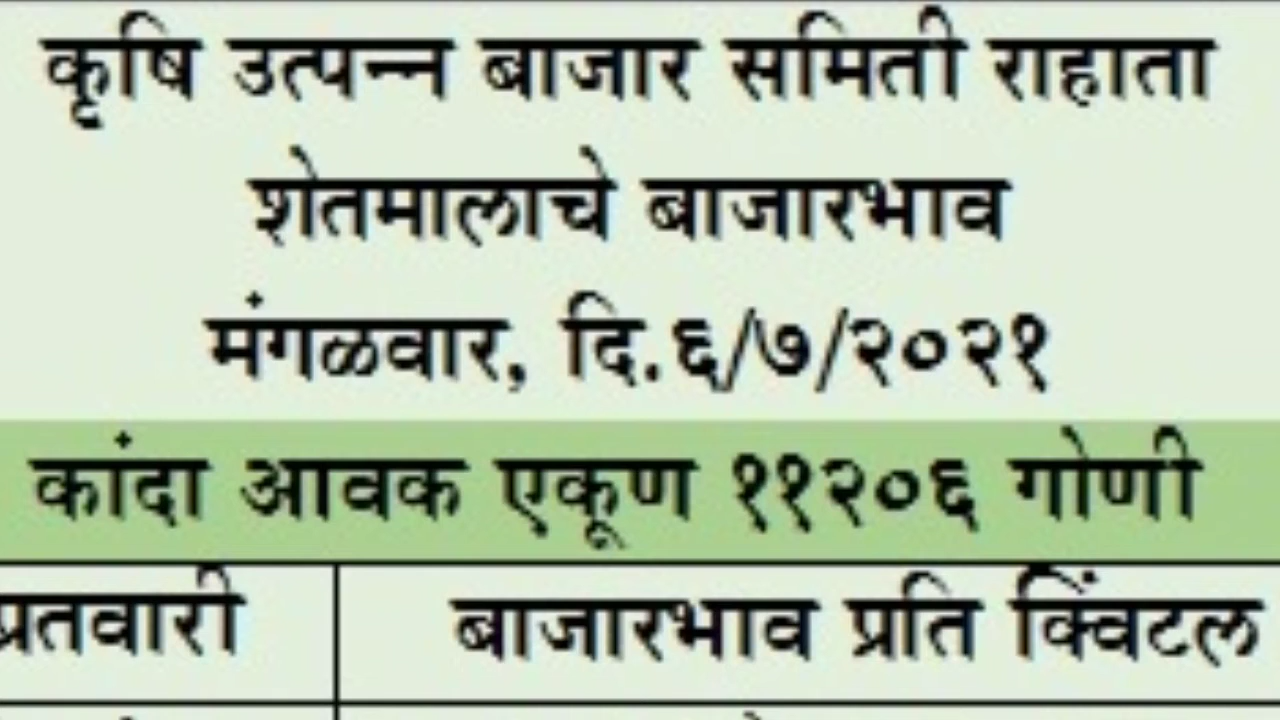 कृषि उत्पन्न बाजार समिती राहाता
शेतमालाचे बाजारभाव
मंगळवार, दि.६/७/२०२१
कांदा आवक एकूण ११२०६ गोणी
प्रतवारी बाजारभाव प्रति क्विंटल